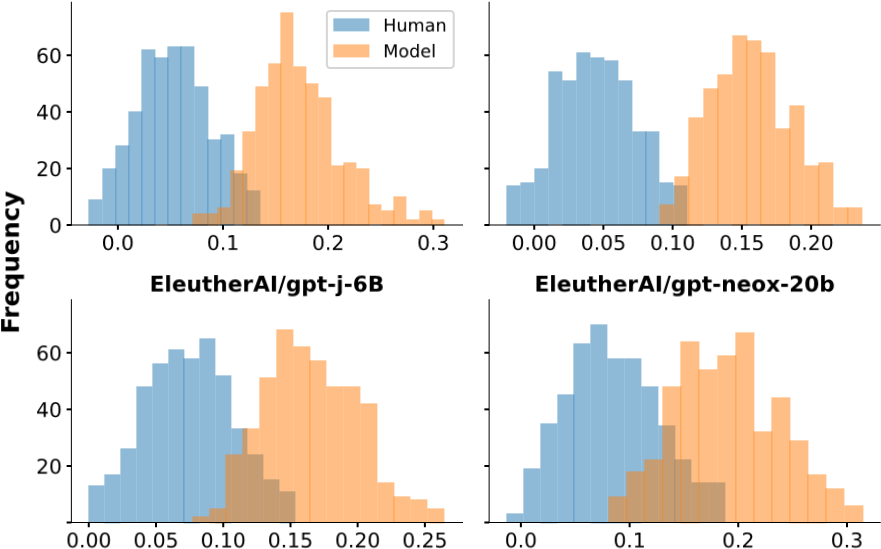 Human
Model
60
40
20
0
0.0 0.1 0.2 0.3
0.00 0.05 0.10 0.15 0.20
Frequency
EleutherAI/gpt-j-6B
EleutherAI/gpt-neox-20b
60
40
20
0.00 0.05 0.10 0.15 0.20 0.25
0.0 0.1 0.2 0.3